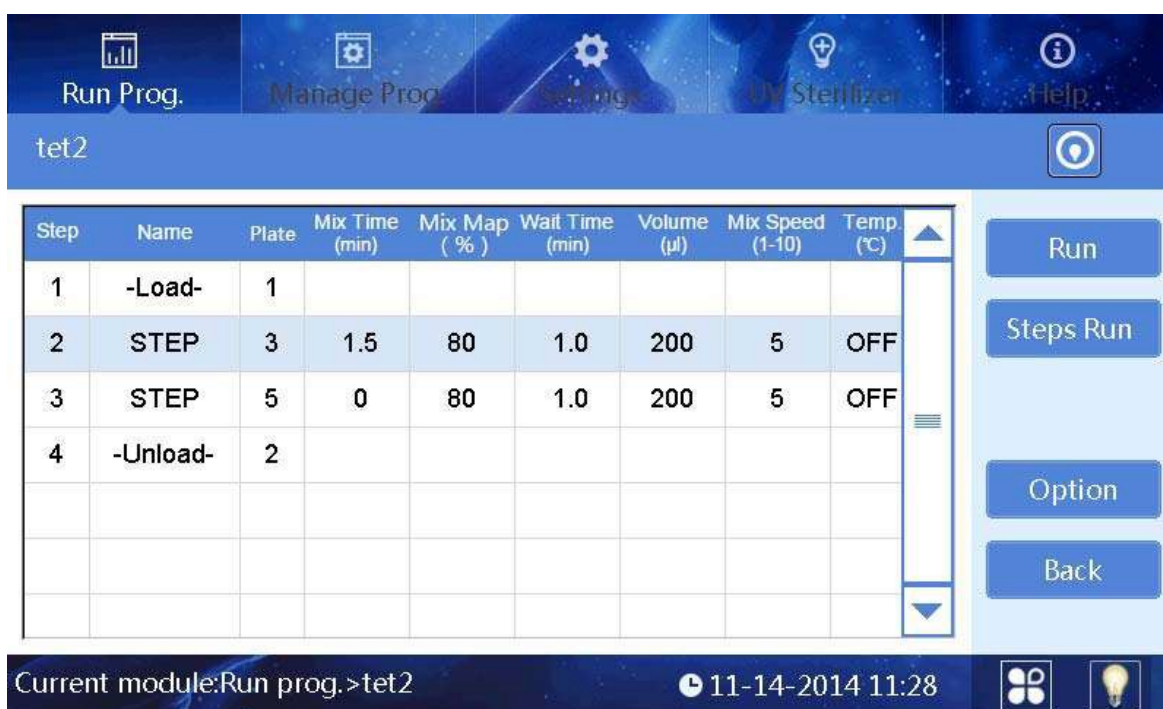 Run Prog. Manage Prog. Settings UV Sterilizer Help
tet2
Step Name Plate Mix Time (min) Mix Map ( % ) Wait Time (min) Volume (µl) Mix Speed (1-10) Temp. (℃)
1 -Load- 1
2 STEP 3 1.5 80 1.0 200 5 OFF
3 STEP 5 0 80 1.0 200 5 OFF
4 -Unload- 2
Run
Steps Run
Option
Back
Current module:Run prog.>tet2 11-14-2014 11:28